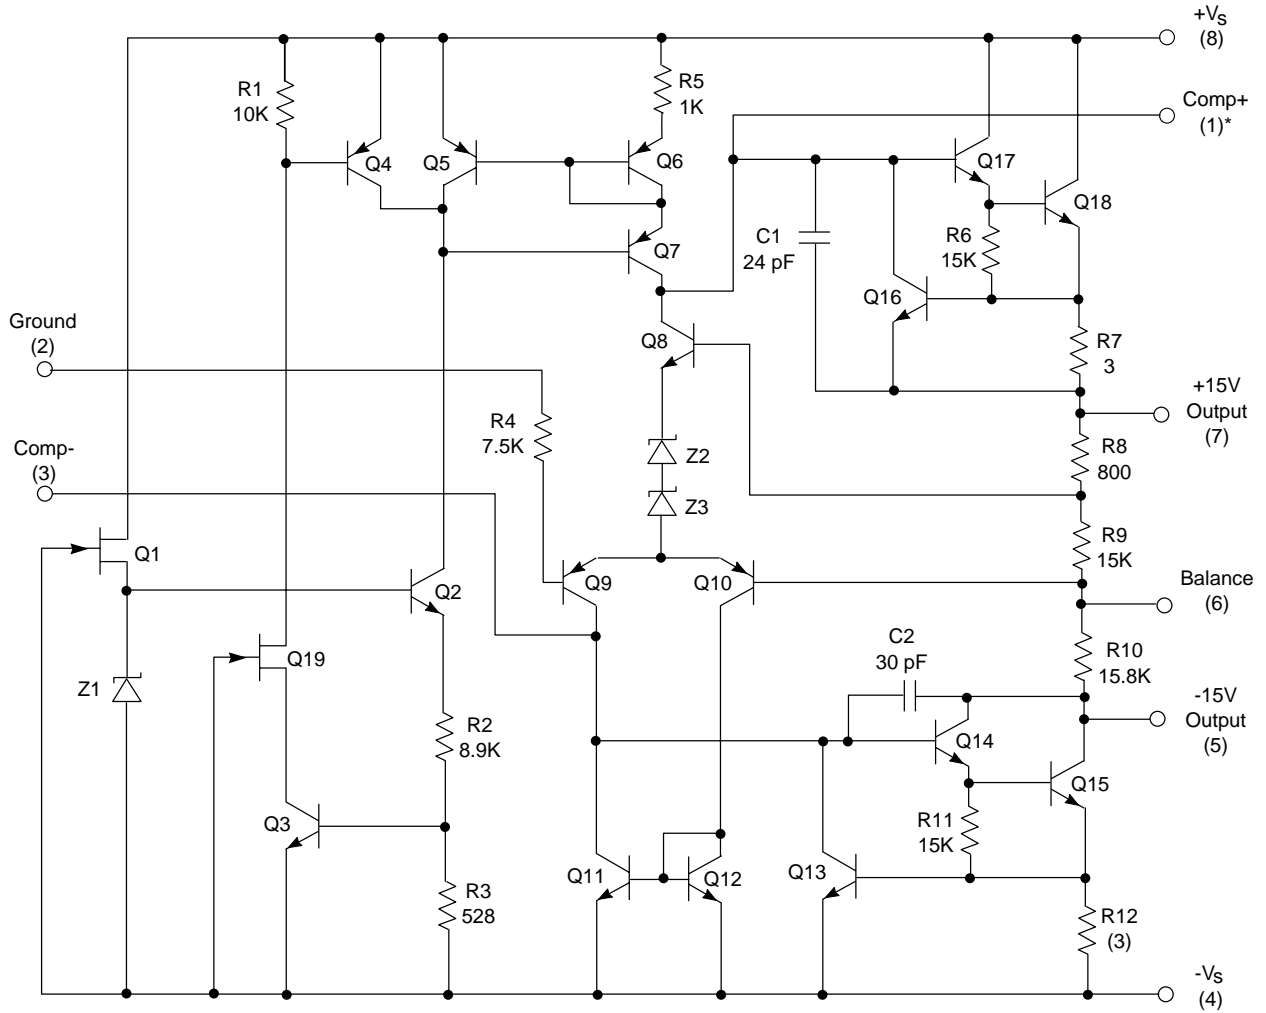 +Vs
(8)
R1
10K
R5
1K
Comp+
(1)*
Q4
Q5
Q6
Q17
Q18
C1
24 pF
R6
15K
Q7
Q16
Ground
(2)
Q8
R7
3
+15V
Output
(7)
R4
7.5K
R8
800
Comp-
(3)
Z2
Z3
Q1
R9
15K
Q2
Q9
Q10
Balance
(6)
C2
30 pF
Q19
R10
15.8K
Z1
-15V
Output
(5)
R2
8.9K
Q14
Q15
Q3
R11
15K
Q11
Q12
Q13
R3
528
R12
(3)
-Vs
(4)